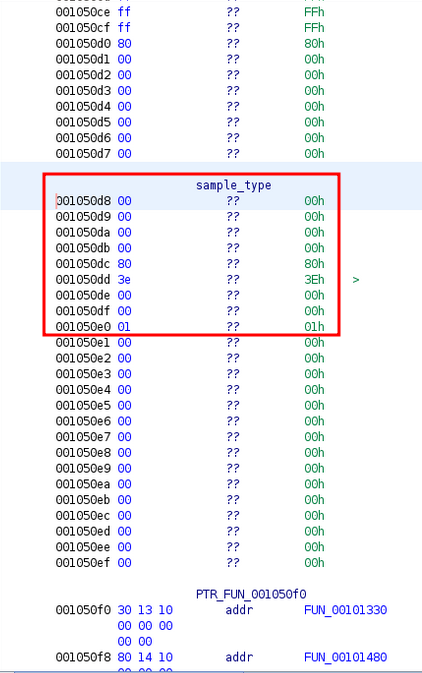 001050ce ff ?? FFh
001050cf ff ?? FFh
001050d0 80 ?? 80h
001050d1 00 ?? 00h
001050d2 00 ?? 00h
001050d3 00 ?? 00h
001050d4 00 ?? 00h
001050d5 00 ?? 00h
001050d6 00 ?? 00h
001050d7 00 ?? 00h
sample_type
001050d8 00 ?? 00h
001050d9 00 ?? 00h
001050da 00 ?? 00h
001050db 00 ?? 00h
001050dc 80 ?? 80h
001050dd 3e ?? 3Eh >
001050de 00 ?? 00h
001050df 00 ?? 00h
001050e0 01 ?? 01h
001050e1 00 ?? 00h
001050e2 00 ?? 00h
001050e3 00 ?? 00h
001050e4 00 ?? 00h
001050e5 00 ?? 00h
001050e6 00 ?? 00h
001050e7 00 ?? 00h
001050e8 00 ?? 00h
001050e9 00 ?? 00h
001050ea 00 ?? 00h
001050eb 00 ?? 00h
001050ec 00 ?? 00h
001050ed 00 ?? 00h
001050ee 00 ?? 00h
001050ef 00 ?? 00h
PTR_FUN_001050f0
001050f0 30 13 10 addr FUN_00101330
00 00 00
00 00
001050f8 80 14 10 addr FUN_00101480